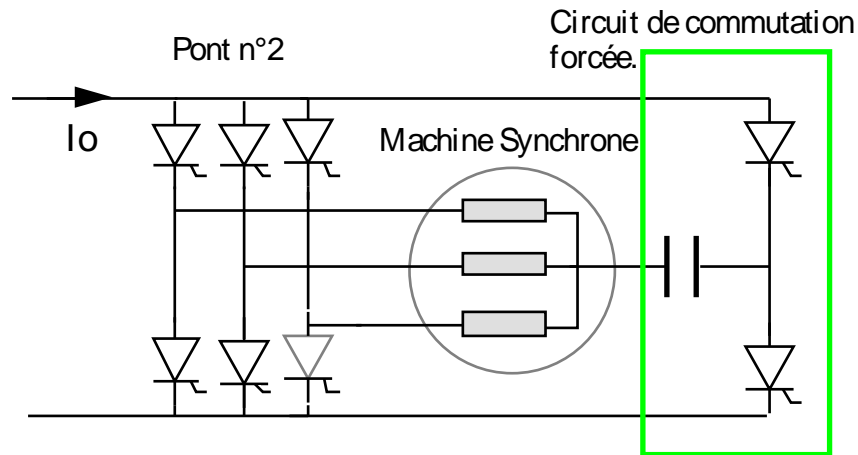 Circuit de commutation
forcée.
Pont n°2
Io
Machine Synchrone